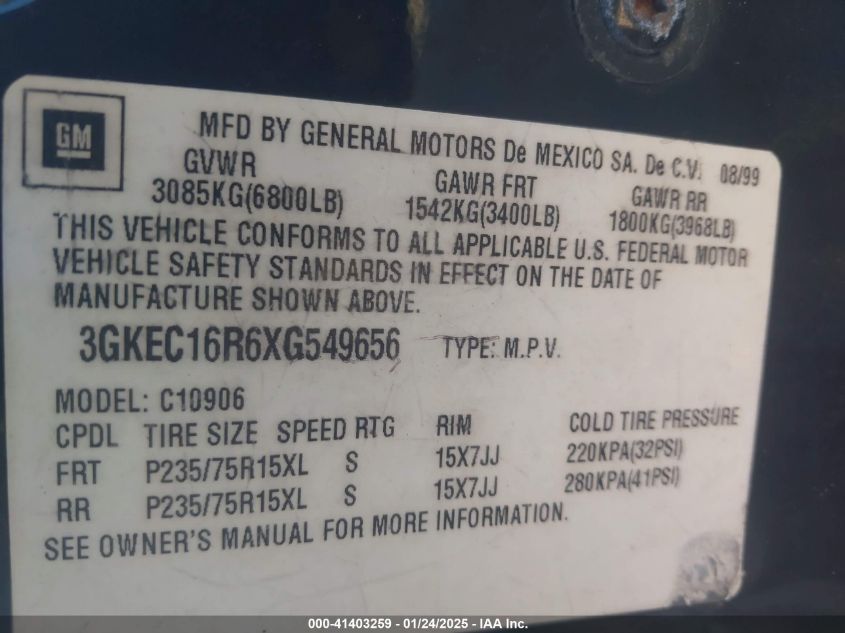 GM
MFD BY GENERAL MOTORS De MEXICO SA. De C.V. 08/99
GVWR GAWR FRT GAWR RR
3085KG(6800LB) 1542KG(3400LB) 1800KG(3968LB)
THIS VEHICLE CONFORMS TO ALL APPLICABLE U.S. FEDERAL MOTOR
VEHICLE SAFETY STANDARDS IN EFFECT ON THE DATE OF
MANUFACTURE SHOWN ABOVE.
3GKEC16R6XG549656 TYPE: M.P.V.
MODEL: C10906
CPDL TIRE SIZE SPEED RTG RIM COLD TIRE PRESSURE
FRT P235/75R15XL S 15X7JJ 220KPA(32PSI)
RR P235/75R15XL S 15X7JJ 280KPA(41PSI)
SEE OWNER'S MANUAL FOR MORE INFORMATION.
000-41403259 - 01/24/2025 - IAA Inc.